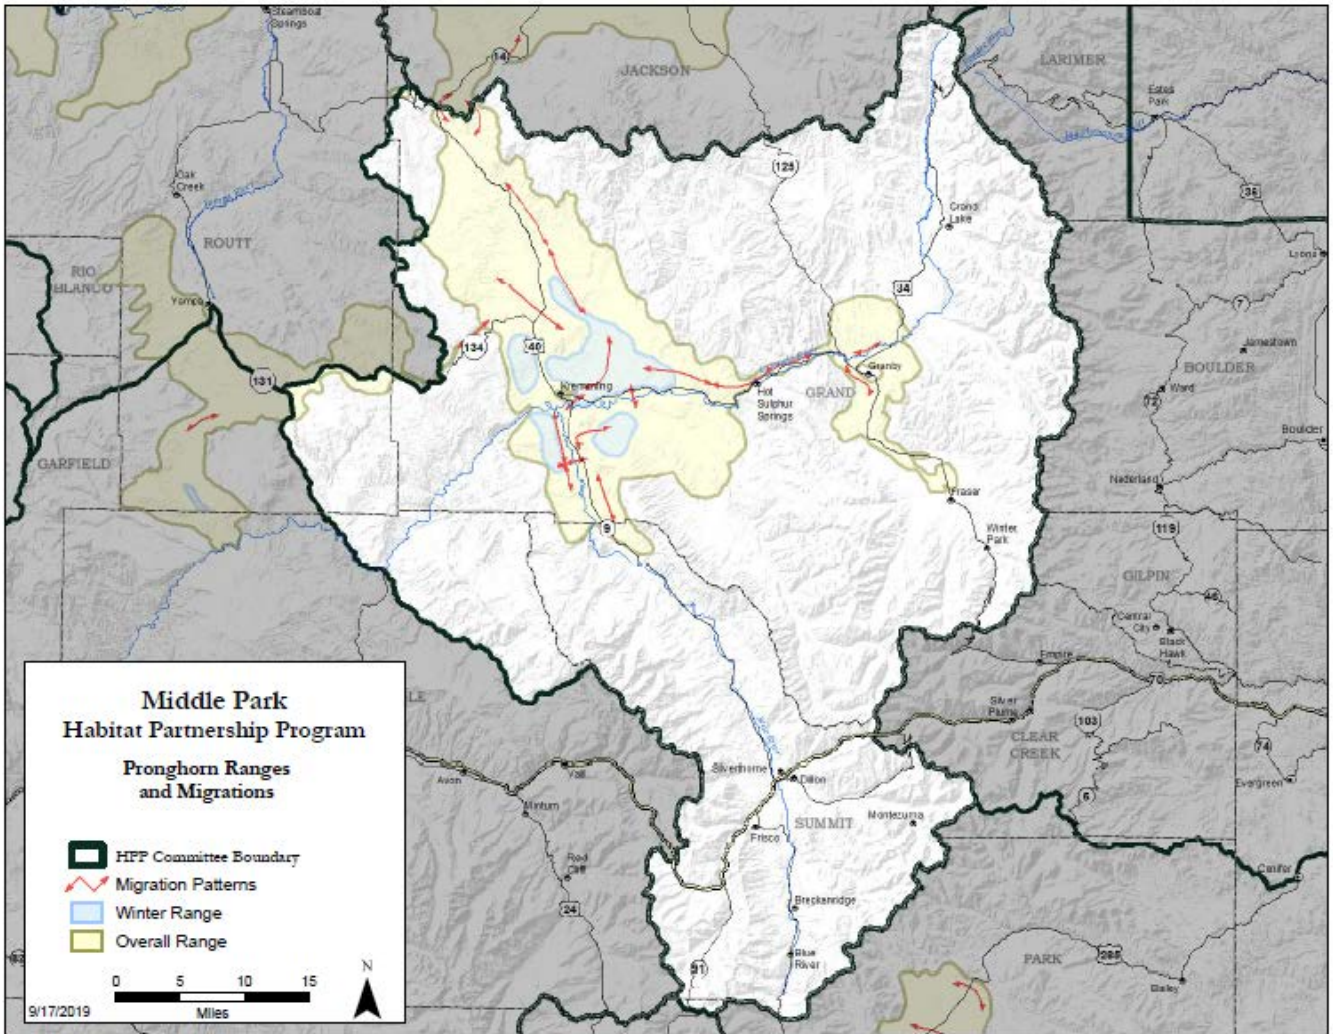 Steamboat
Springs
14
JACKSON
LARIMER
Estes
Park
125
36
Oak
Creek
Grand
Lake
ROUTT
RIO
BLANCO
Yampa
34
Lyons
7
134
40
131
Jamestown
BOULDER
Kremmling
Granby
Hot
Sulphur
Springs
GRAND
Ward
72
Boulder
GARFIELD
Nederland
Fraser
9
Winter
Park
119
GILPIN
46
Central
City
Black
Hawk
Empire
70
Silver
Plume
103
CLEAR
CREEK
74
Evergreen
6
LE
Avon
Vail
Minturn
Silverthorne
Dillon
SUMMIT
Montezuma
Frisco
Red
Cliff
24
Conifer
Breckenridge
Blue
River
91
PARK
285
Bailey
Middle Park
Habitat Partnership Program
Pronghorn Ranges
and Migrations
HPP Committee Boundary
Migration Patterns
Winter Range
Overall Range
0 5 10 15
Miles
N
9/17/2019